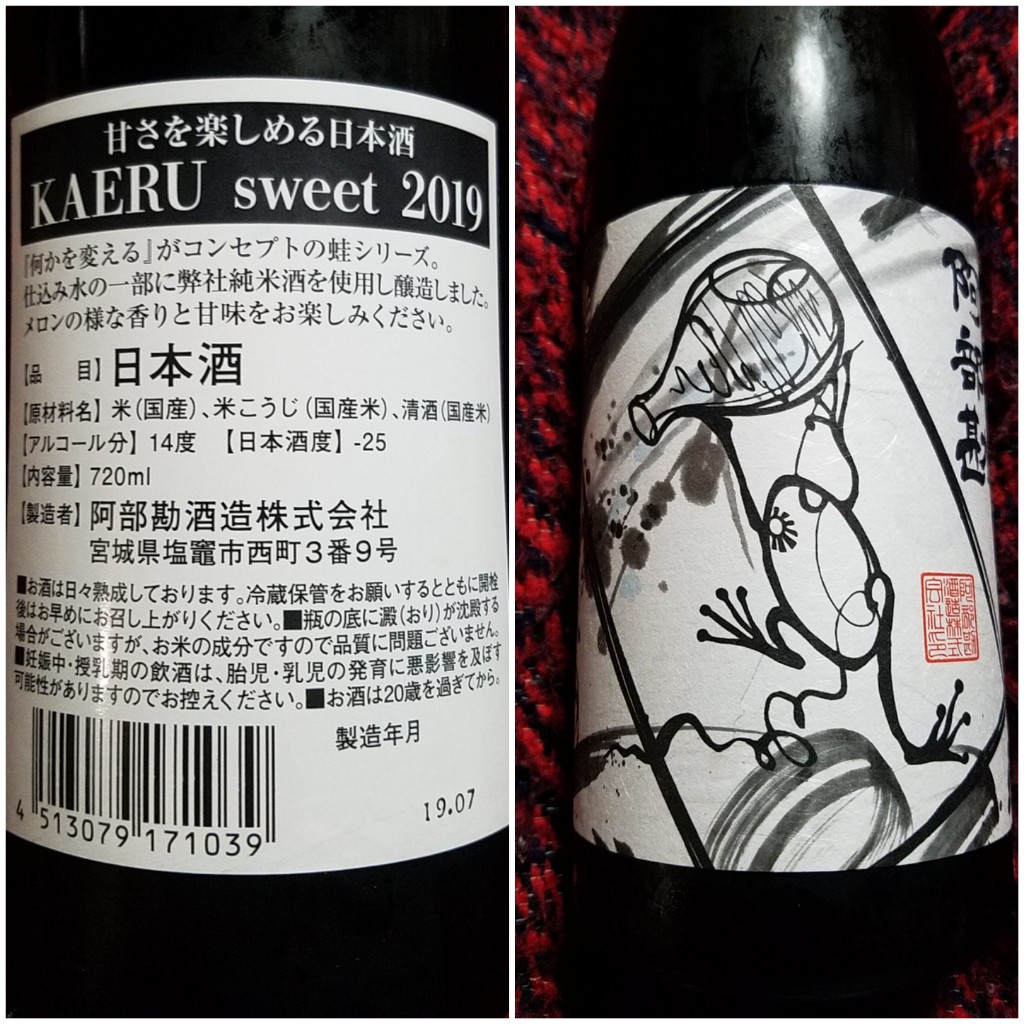 甘さを楽しめる日本酒
KAERU sweet 2019
『何かを変える』がコンセプトの蛙シリーズ。
仕込み水の一部に弊社純米酒を使用し醸造しました。
メロンの様な香りと甘味をお楽しみください。
【品　目】日本酒
【原材料名】米(国産)、米こうじ(国産米)、清酒(国産米)
【アルコール分】14度　【日本酒度】-25
【内容量】720ml
【製造者】阿部勘酒造株式会社
宮城県塩竈市西町3番9号
■お酒は日々熟成しております。冷蔵保管をお願いするとともに開栓
後はお早めにお召し上がりください。■瓶の底に澱(おり)が沈殿する
場合がございますが、お米の成分ですので品質に問題ございません。
■妊娠中・授乳期の飲酒は、胎児・乳児の発育に悪影響を及ぼす
可能性がありますのでお控えください。■お酒は20歳を過ぎてから。
製造年月
19.07
4 513079 171039
阿部勘
阿部勘
酒造株式
会社之印